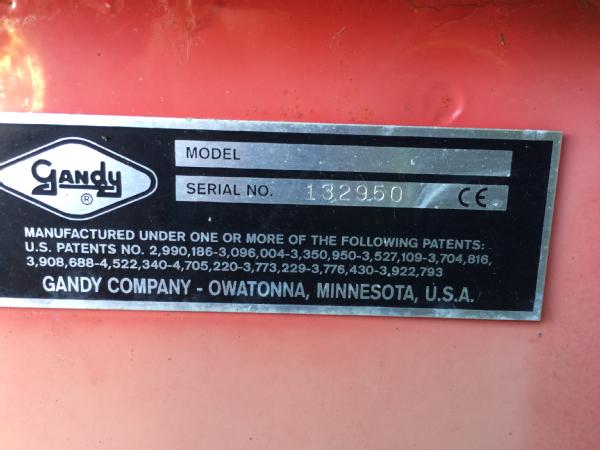 Gandy
®
MODEL
SERIAL NO. 132950 CE
MANUFACTURED UNDER ONE OR MORE OF THE FOLLOWING PATENTS:
U.S. PATENTS NO. 2,990,186-3,096,004-3,350,950-3,527,109-3,704,816,
3,908,688-4,522,340-4,705,220-3,773,229-3,776,430-3,922,793
GANDY COMPANY - OWATONNA, MINNESOTA, U.S.A.